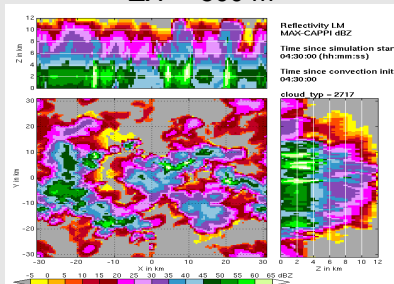 Reflectivity LM
MAX-CAPPI dBZ
Time since simulation star
04:30:00 (hh:mm:ss)
Time since convection init
04:30:00
cloud_typ = 2717
12
10
8
6
4
2
0
Z in km
30
20
10
0
-10
-20
-30
Y in km
-30 -20 -10 0 10 20 30
X in km
0 2 4 6 8 10 12
Z in km
-5 0 5 10 15 20 25 30 35 40 45 50 55 60 65 dBZ